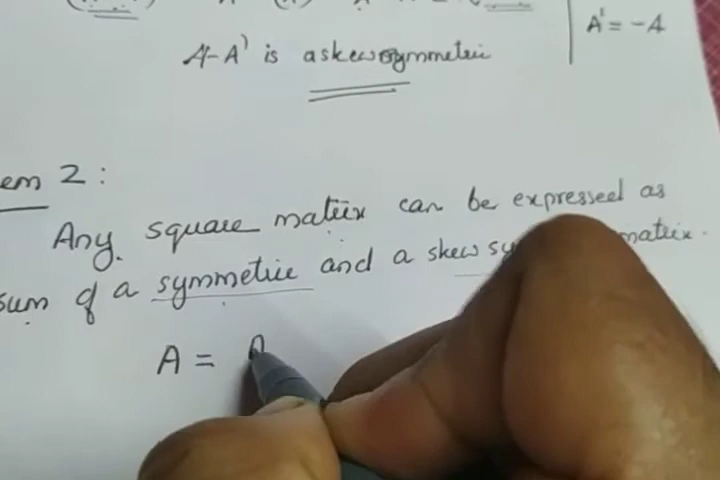 A' = -A
A-A' is a skew symmetric
em 2:
Any square matrix can be expressed as
sum of a symmetric and a skew sy matrix.
A = A